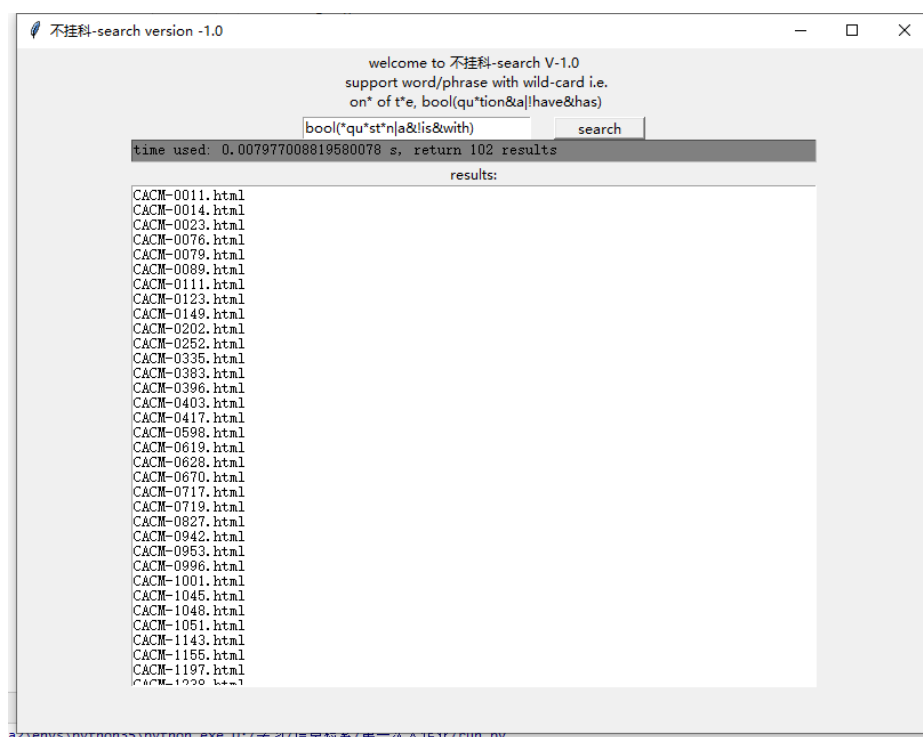 不挂科-search version -1.0
welcome to 不挂科-search V-1.0
support word/phrase with wild-card i.e.
on* of t*e, bool(qu*tion&a|!have&has)
bool(*qu*st*n|a&!is&with) search
time used: 0.007977008819580078 s, return 102 results
results:
CACM-0011.html
CACM-0014.html
CACM-0023.html
CACM-0076.html
CACM-0079.html
CACM-0089.html
CACM-0111.html
CACM-0123.html
CACM-0149.html
CACM-0202.html
CACM-0252.html
CACM-0335.html
CACM-0383.html
CACM-0396.html
CACM-0403.html
CACM-0417.html
CACM-0598.html
CACM-0619.html
CACM-0628.html
CACM-0670.html
CACM-0717.html
CACM-0719.html
CACM-0827.html
CACM-0942.html
CACM-0953.html
CACM-0996.html
CACM-1001.html
CACM-1045.html
CACM-1048.html
CACM-1051.html
CACM-1143.html
CACM-1155.html
CACM-1197.html
CACM-1238.html